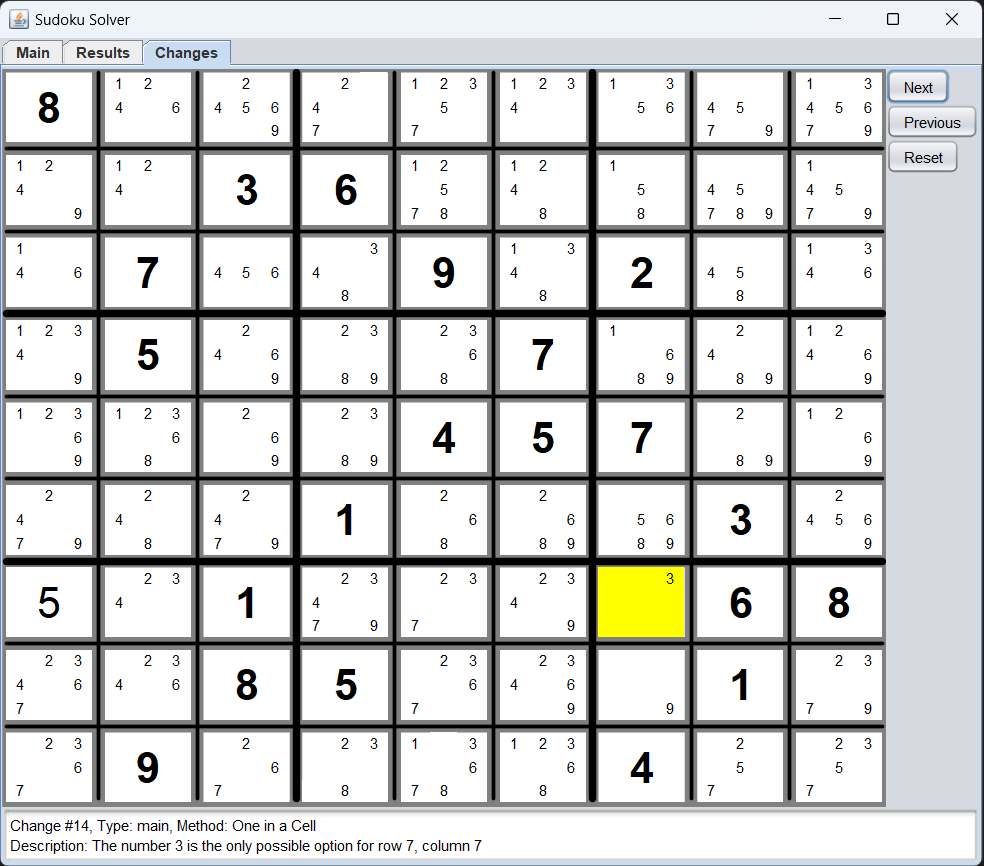 Sudoku Solver
Main Results Changes
1 2 2 2 1 2 3 1 2 3 1 3 1 3
8 4 6 4 5 6 4 5 4 5 6 4 5 4 5 6 Next
9 7 7 7 9 7 9
Previous
1 2 1 2 1 2 1 2 1 1 Reset
4 4 3 6 5 4 5 4 5 4 5
9 7 8 8 8 7 8 9 7 9
1 3 1 3 1 3
4 6 7 4 5 6 4 9 4 2 4 5 4 6
8 8 8
1 2 3 2 2 3 2 3 1 2 1 2
4 5 4 6 6 7 6 4 4 6
9 9 8 9 8 8 9 8 9 9
1 2 3 1 2 3 2 2 3 2 1 2
6 6 6 4 5 7 6
9 8 9 8 9 8 9 9
2 2 2 2 2 2
4 4 4 1 6 6 5 6 3 4 5 6
7 9 8 7 9 8 8 9 8 9 9
2 3 2 3 2 3 2 3 3
5 4 1 4 4 6 8
7 9 7 9
2 3 2 3 2 3 2 3 2 3
4 6 4 6 8 5 6 4 6 1
7 7 9 9 7 9
2 3 2 2 3 1 3 1 2 3 2 2 3
6 9 6 6 6 4 5 5
7 7 8 7 8 8 7 7
Change #14, Type: main, Method: One in a Cell
Description: The number 3 is the only possible option for row 7, column 7